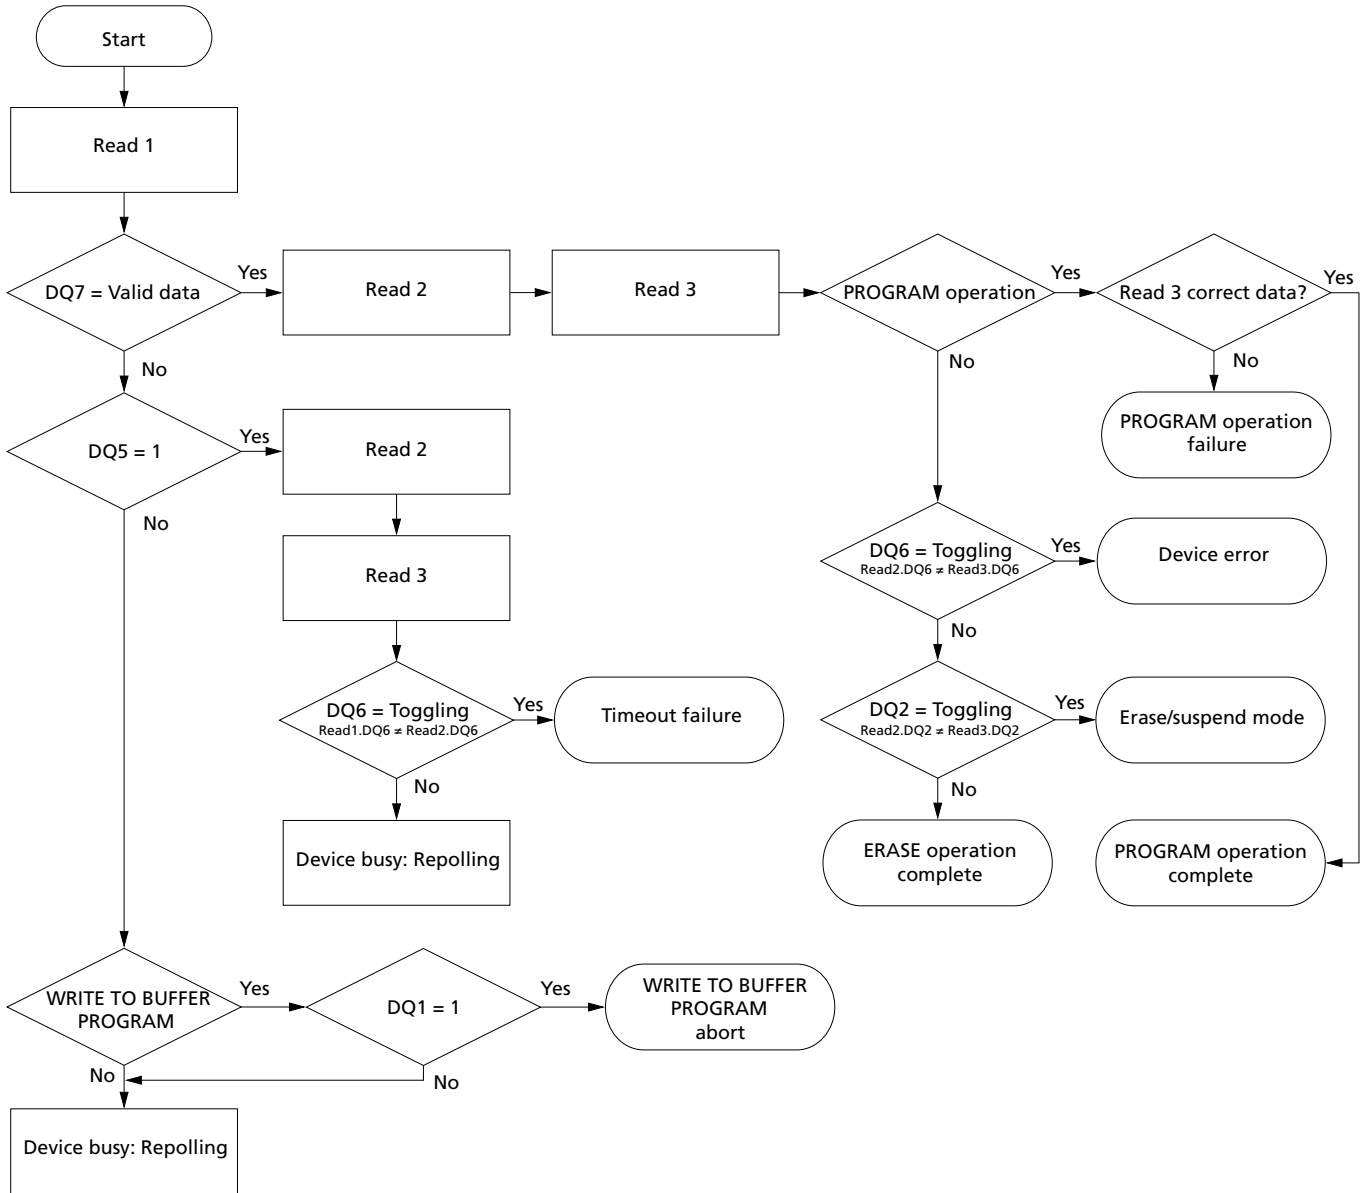 Start
Read 1
DQ7 = Valid data
Yes
Read 2
Read 3
PROGRAM operation
Yes
Read 3 correct data?
Yes
No
No
No
PROGRAM operation
failure
DQ5 = 1
Yes
Read 2
No
Read 3
DQ6 = Toggling
Read2.DQ6 ≠ Read3.DQ6
Yes
Device error
No
DQ6 = Toggling
Read1.DQ6 ≠ Read2.DQ6
Yes
Timeout failure
DQ2 = Toggling
Read2.DQ2 ≠ Read3.DQ2
Yes
Erase/suspend mode
No
No
Device busy: Repolling
ERASE operation
complete
PROGRAM operation
complete
WRITE TO BUFFER
PROGRAM
Yes
DQ1 = 1
Yes
WRITE TO BUFFER
PROGRAM
abort
No
No
Device busy: Repolling